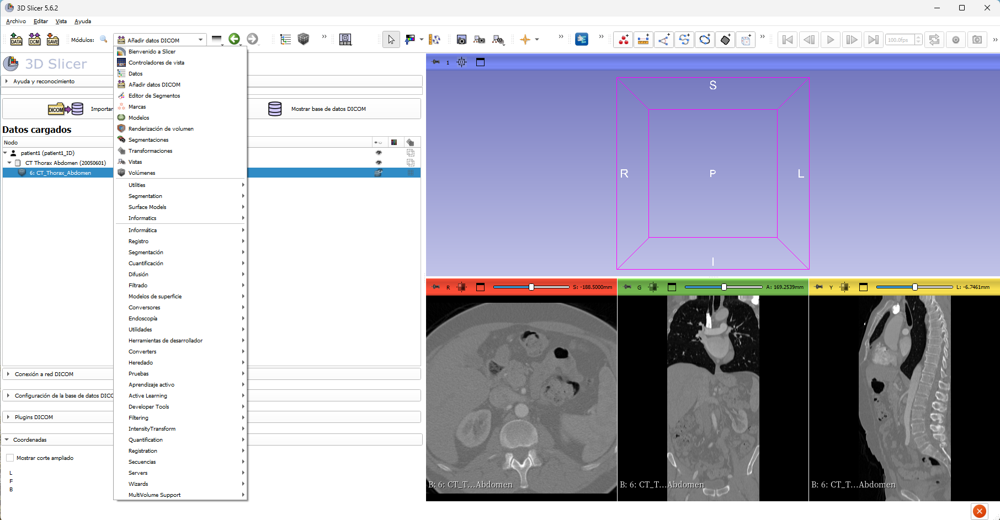 3D Slicer 5.6.2
Archivo Editar Vista Ayuda
DATA DCM SAVE Módulos: Añadir datos DICOM 100.0fps
3D Slicer
Ayuda y reconocimiento
DICOM Importar
Mostrar base de datos DICOM
Datos cargados
Nodo
patient1 (patient1_ID)
CT Thorax Abdomen (20050601)
6: CT_Thorax_Abdomen
Conexión a red DICOM
Configuración de la base de datos DICO
Plugins DICOM
Coordenadas
Mostrar corte ampliado
L
F
B
Bienvenido a Slicer
Controladores de vista
Datos
Añadir datos DICOM
Editor de Segmentos
Marcas
Modelos
Renderización de volumen
Segmentaciones
Transformaciones
Vistas
Volúmenes
Utilities
Segmentation
Surface Models
Informatics
Informática
Registro
Segmentación
Cuantificación
Difusión
Filtrado
Modelos de superficie
Conversores
Endoscopía
Utilidades
Herramientas de desarrollador
Converters
Heredado
Pruebas
Aprendizaje activo
Active Learning
Developer Tools
Filtering
IntensityTransform
Quantification
Registration
Secuencias
Servers
Wizards
MultiVolume Support
1
S
R P L
I
R S: -188.5000mm
B: 6: CT_T...Abdomen
G A: 169.2539mm
B: 6: CT_T...Abdomen
Y L: -6.7461mm
B: 6: CT_T...Abdomen